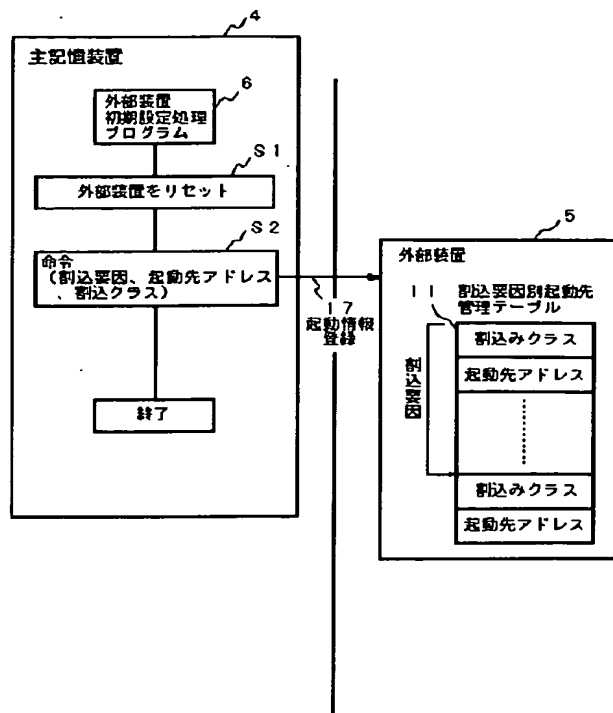 4
主記憶装置
6
外部装置
初期設定処理
プログラム
S1
外部装置をリセット
S2
命令
(割込要因、起動先アドレス
、割込クラス)
終了
17
起動情報
登録
5
外部装置
11
割込要因別起動先
管理テーブル
割込要因
割込みクラス
起動先アドレス
割込みクラス
起動先アドレス